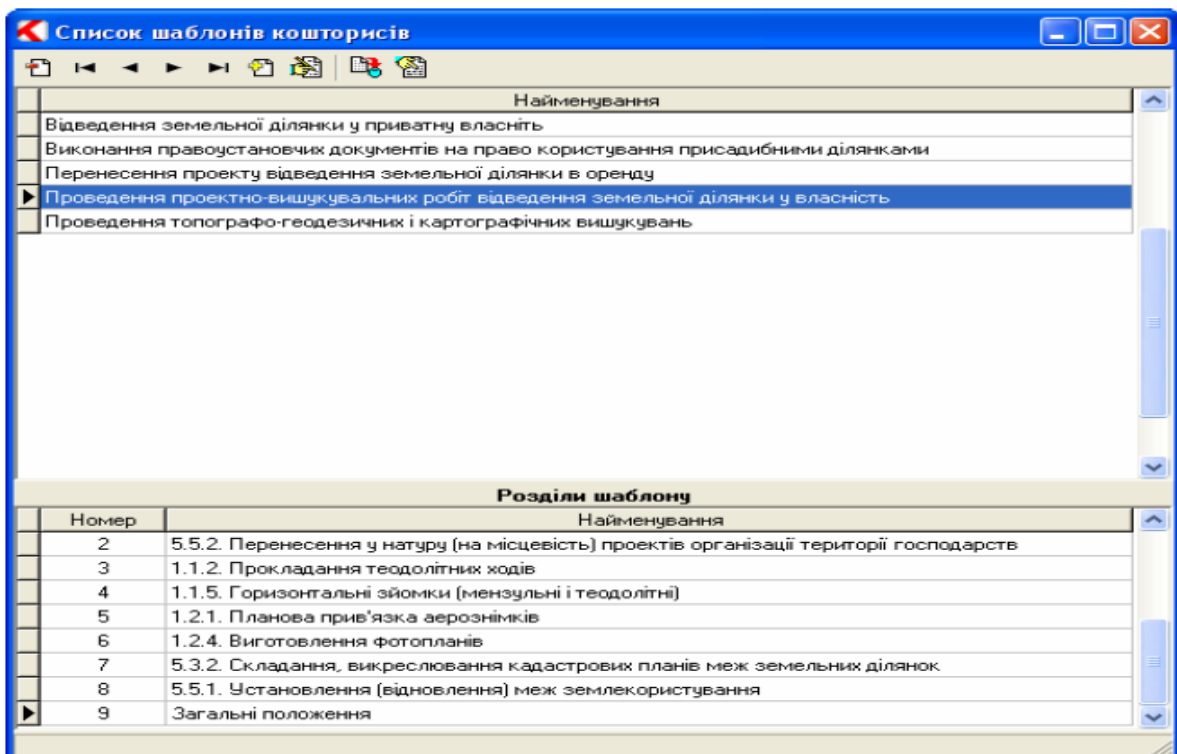 Список шаблонів кошторисів
Найменування
Відведення земельної ділянки у приватну власніть
Виконання правоустановчих документів на право користування присадибними ділянками
Перенесення проекту відведення земельної ділянки в оренду
Проведення проектно-вишукувальних робіт відведення земельної ділянки у власність
Проведення топографо-геодезичних і картографічних вишукувань
Розділи шаблону
Номер Найменування
2 5.5.2. Перенесення у натуру (на місцевість) проектів організації території господарств
3 1.1.2. Прокладання теодолітних ходів
4 1.1.5. Горизонтальні зйомки (мензульні і теодолітні)
5 1.2.1. Планова прив'язка аерознімків
6 1.2.4. Виготовлення фотопланів
7 5.3.2. Складання, викреслювання кадастрових планів меж земельних ділянок
8 5.5.1. Установлення (відновлення) меж землекористування
9 Загальні положення